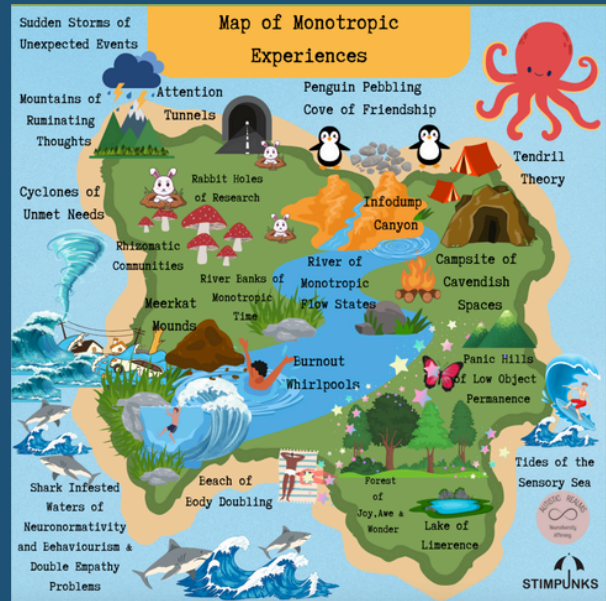 Map of Monotropic
Experiences
Sudden Storms of
Unexpected Events
Attention
Tunnels
Penguin Pebbling
Cove of Friendship
Mountains of
Ruminating
Thoughts
Tendril
Theory
Rabbit Holes
of Research
Cyclones of
Unmet Needs
Infodump
Canyon
Rhizomatic
Communities
River Banks of
Monotropic
Time
River of
Monotropic
Flow States
Campsite of
Cavendish
Spaces
Meerkat
Mounds
Burnout
Whirlpools
Panic Hills
of Low Object
Permanence
Tides of the
Sensory Sea
Shark Infested
Waters of
Neuronormativity
and Behaviourism &
Double Empathy
Problems
Beach of
Body Doubling
Forest
of
Joy,Awe &
Wonder
Lake of
Limerence
AUTISTIC REALMS
Neurodiversity
Affirming
STIMPUNKS